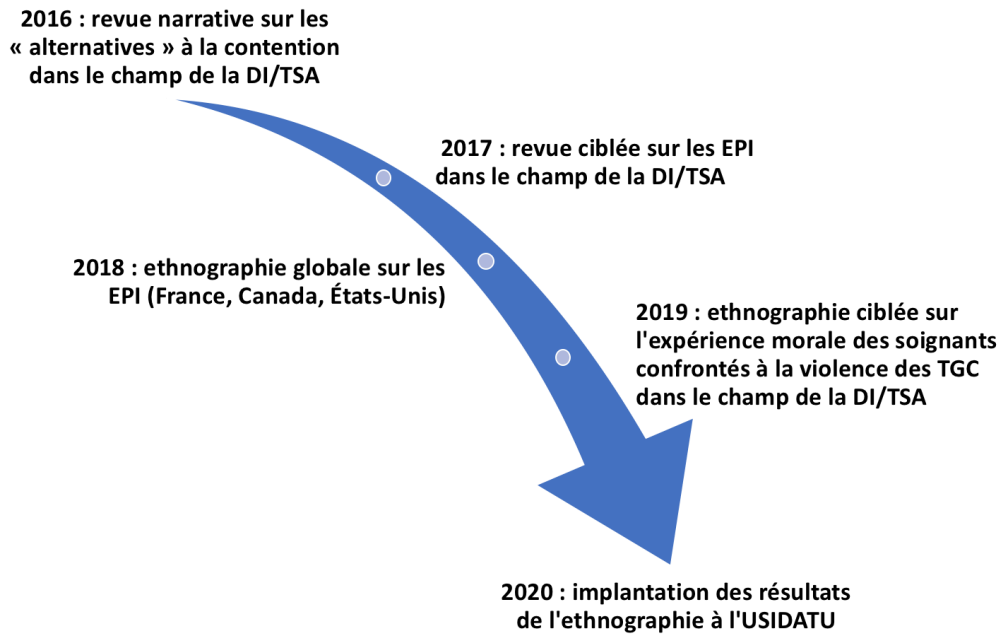 2016 : revue narrative sur les
« alternatives » à la contention
dans le champ de la DI/TSA
2017 : revue ciblée sur les EPI
dans le champ de la DI/TSA
2018 : ethnographie globale sur les
EPI (France, Canada, États-Unis)
2019 : ethnographie ciblée sur
l'expérience morale des soignants
confrontés à la violence des TGC
dans le champ de la DI/TSA
2020 : implantation des résultats
de l'ethnographie à l'USIDATU